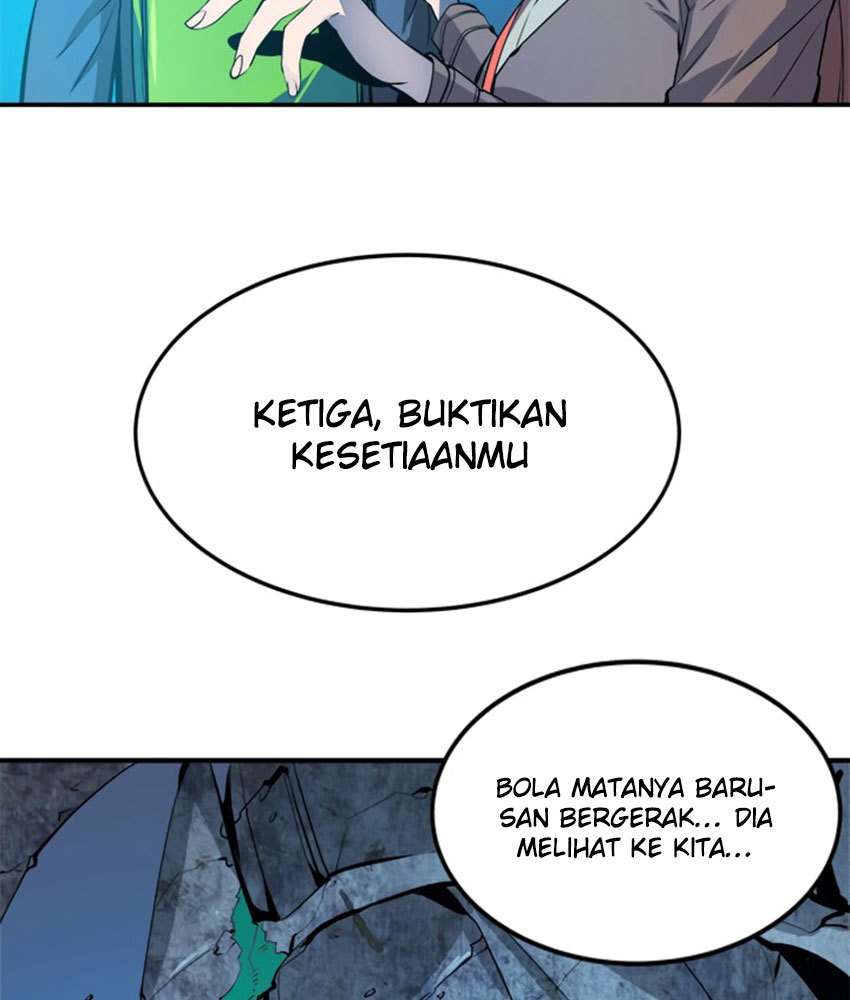 KETIGA, BUKTIKAN
KESETIAANMU
BOLA MATANYA BARU-
SAN BERGERAK... DIA
MELIHAT KE KITA...